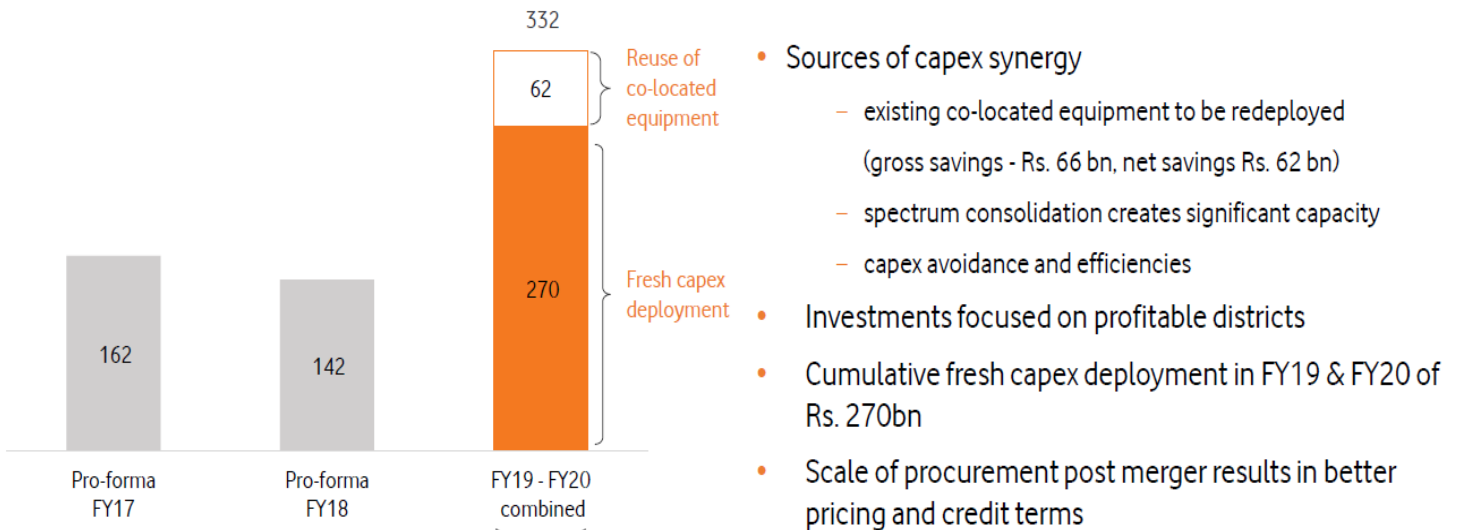 332
62
Reuse of
co-located
equipment
270
Fresh capex
deployment
162
142
Pro-forma
FY17
Pro-forma
FY18
FY19 - FY20
combined
• Sources of capex synergy
– existing co-located equipment to be redeployed
(gross savings - Rs. 66 bn, net savings Rs. 62 bn)
– spectrum consolidation creates significant capacity
– capex avoidance and efficiencies
• Investments focused on profitable districts
• Cumulative fresh capex deployment in FY19 & FY20 of
Rs. 270bn
• Scale of procurement post merger results in better
pricing and credit terms